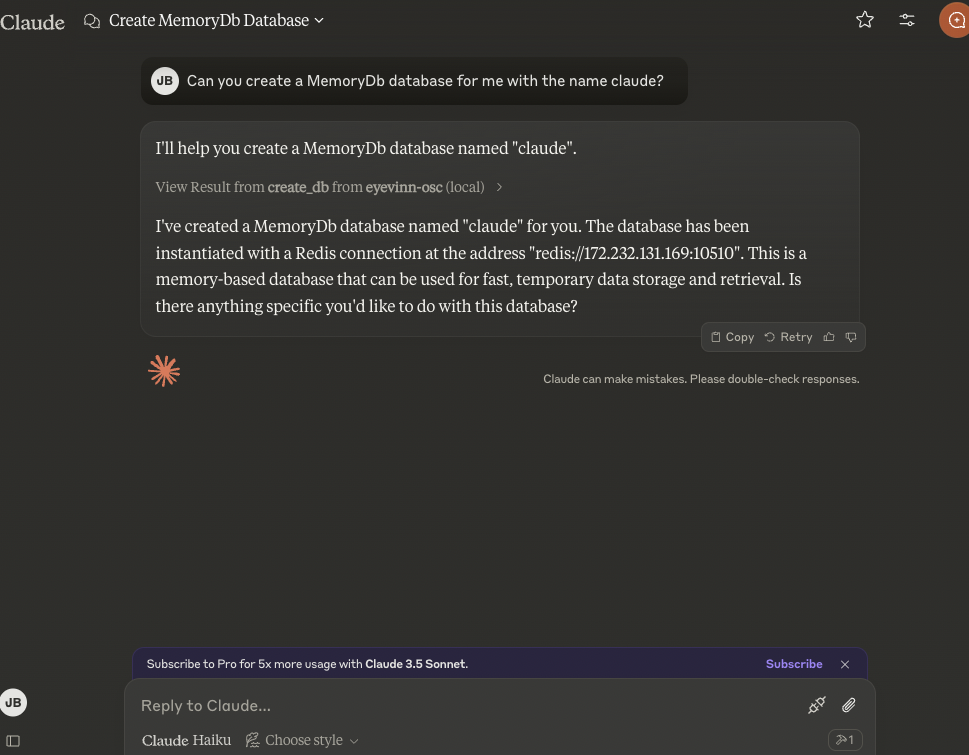 Claude
Create MemoryDb Database
JB
Can you create a MemoryDb database for me with the name claude?
I'll help you create a MemoryDb database named "claude".
View Result from create_db from eyevinn-osc (local)
I've created a MemoryDb database named "claude" for you. The database has been
instantiated with a Redis connection at the address "redis://172.232.131.169:10510". This is a
memory-based database that can be used for fast, temporary data storage and retrieval. Is
there anything specific you'd like to do with this database?
Copy Retry
Claude can make mistakes. Please double-check responses.
Subscribe to Pro for 5x more usage with Claude 3.5 Sonnet.
Subscribe
JB
Reply to Claude...
Claude Haiku
Choose style
1